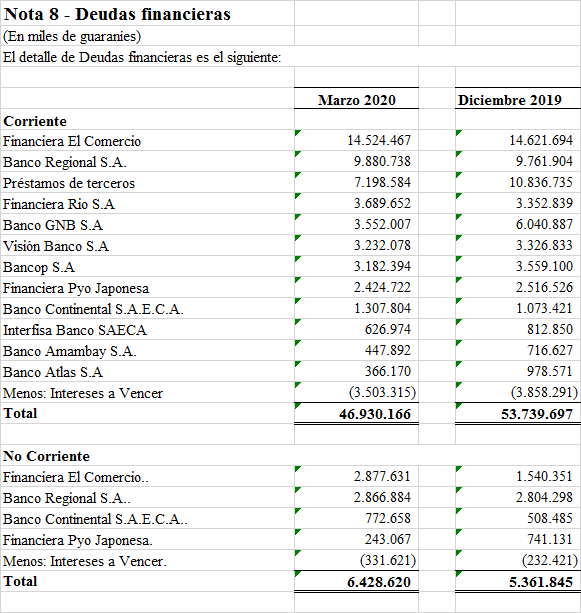 Nota 8 - Deudas financieras
(En miles de guaranies)
El detalle de Deudas financieras es el siguiente:
Marzo 2020 Diciembre 2019
Corriente
Financiera El Comercio 14.524.467 14.621.694
Banco Regional S.A. 9.880.738 9.761.904
Préstamos de terceros 7.198.584 10.836.735
Financiera Rio S.A 3.689.652 3.352.839
Banco GNB S.A 3.552.007 6.040.887
Visión Banco S.A 3.232.078 3.326.833
Bancop S.A 3.182.394 3.559.100
Financiera Pyo Japonesa 2.424.722 2.516.526
Banco Continental S.A.E.C.A. 1.307.804 1.073.421
Interfisa Banco SAECA 626.974 812.850
Banco Amambay S.A. 447.892 716.627
Banco Atlas S.A 366.170 978.571
Menos: Intereses a Vencer (3.503.315) (3.858.291)
Total 46.930.166 53.739.697
No Corriente
Financiera El Comercio.. 2.877.631 1.540.351
Banco Regional S.A.. 2.866.884 2.804.298
Banco Continental S.A.E.C.A.. 772.658 508.485
Financiera Pyo Japonesa. 243.067 741.131
Menos: Intereses a Vencer. (331.621) (232.421)
Total 6.428.620 5.361.845